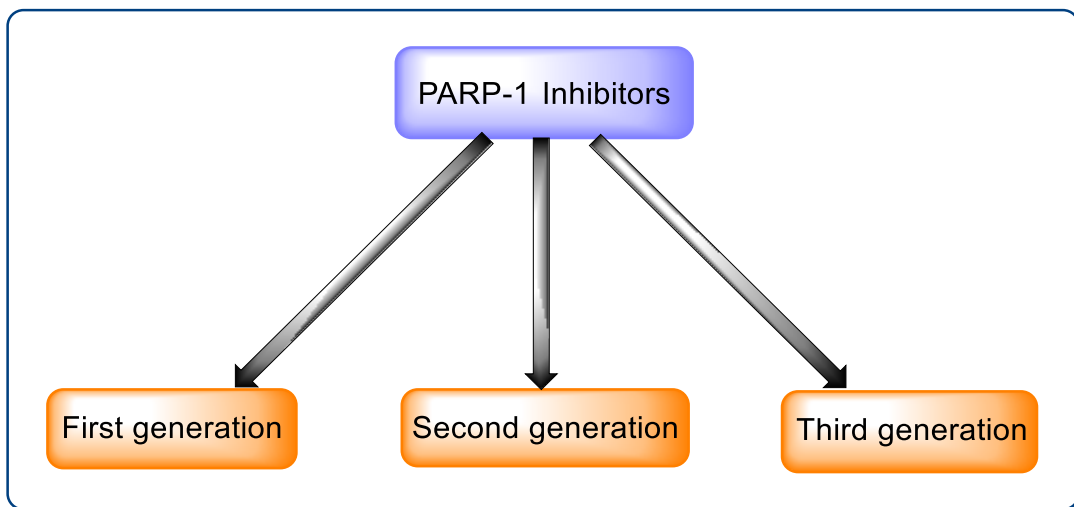 PARP-1 Inhibitors
First generation
Second generation
Third generation